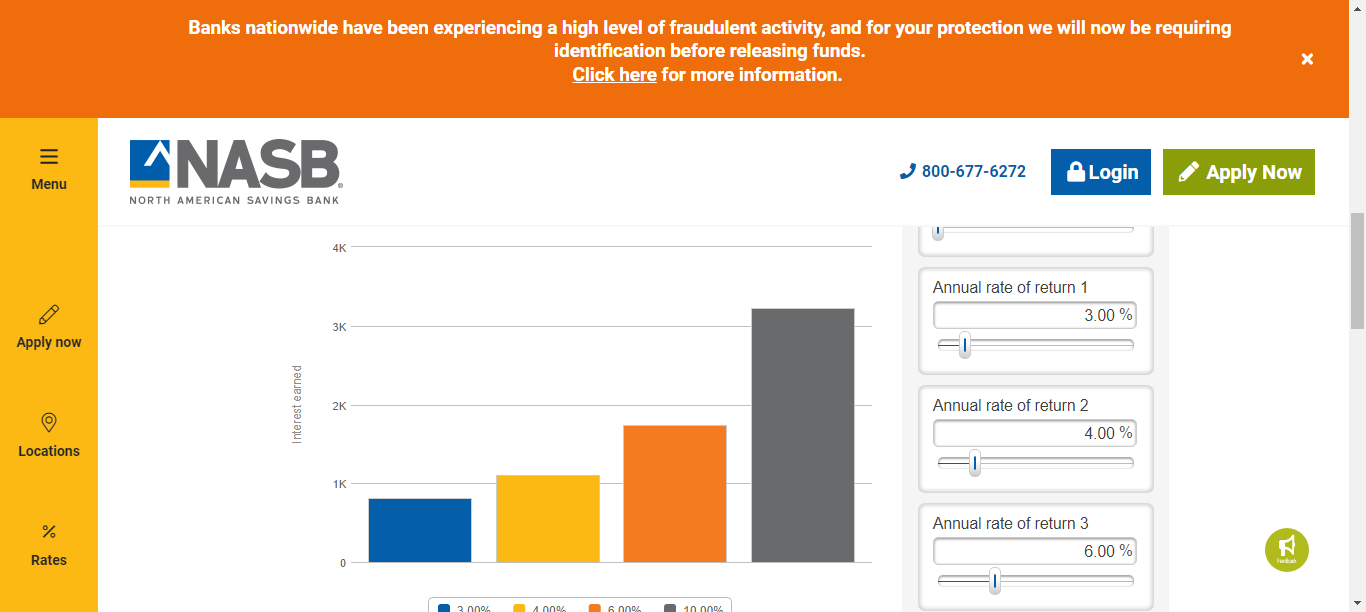 Banks nationwide have been experiencing a high level of fraudulent activity, and for your protection we will now be requiring
identification before releasing funds.
Click here for more information.
Menu
NASB
NORTH AMERICAN SAVINGS BANK
800-677-6272
Login
Apply Now
Apply now
Locations
Rates
Interest earned
4K
3K
2K
1K
0
3.00%
4.00%
6.00%
10.00%
Annual rate of return 1
3.00 %
Annual rate of return 2
4.00 %
Annual rate of return 3
6.00 %
Feedback